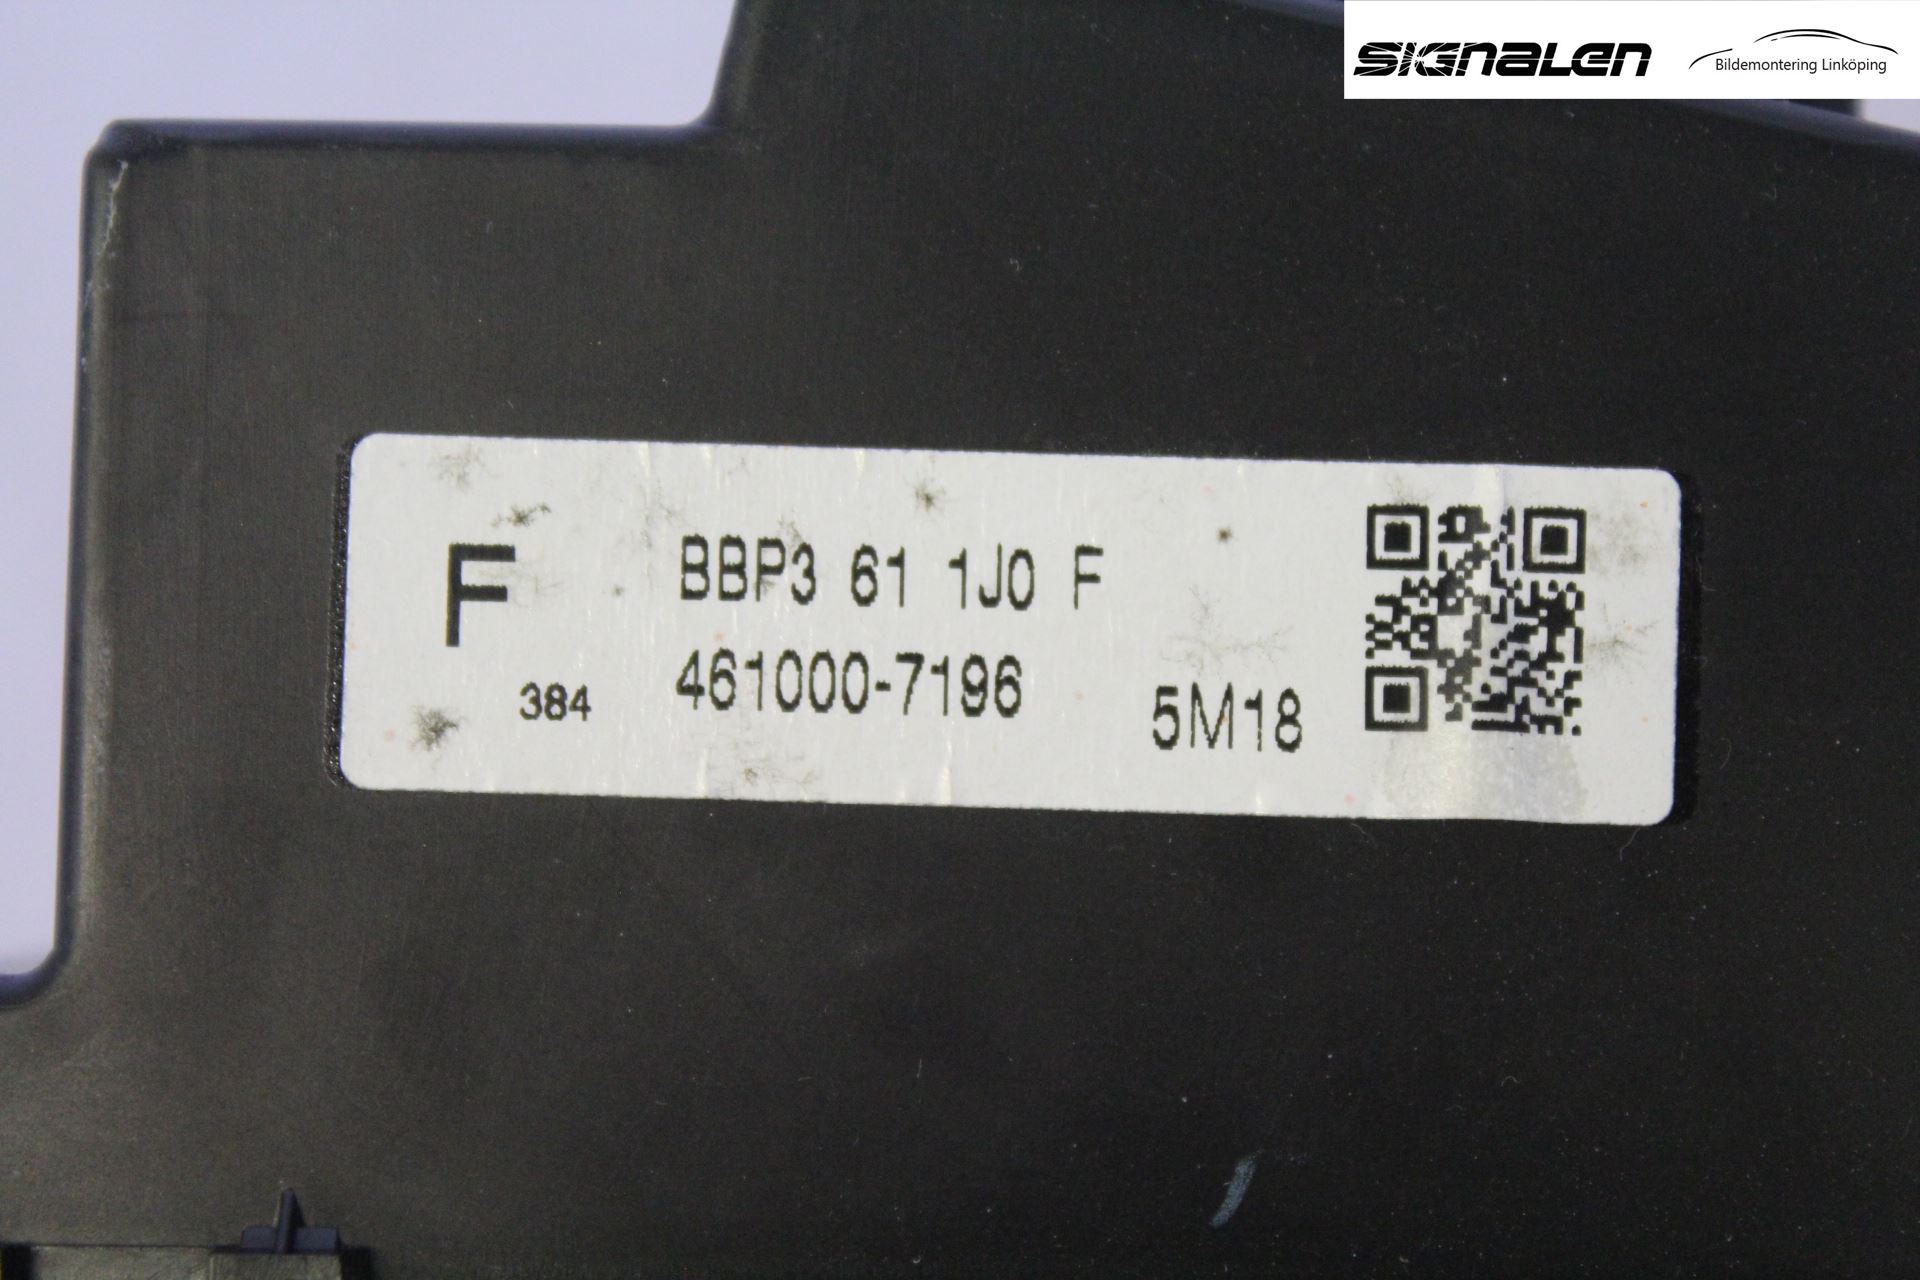 SIGNALEN
Bildemontering Linköping
F BBP3 61 1J0 F
384 461000-7196 5M18